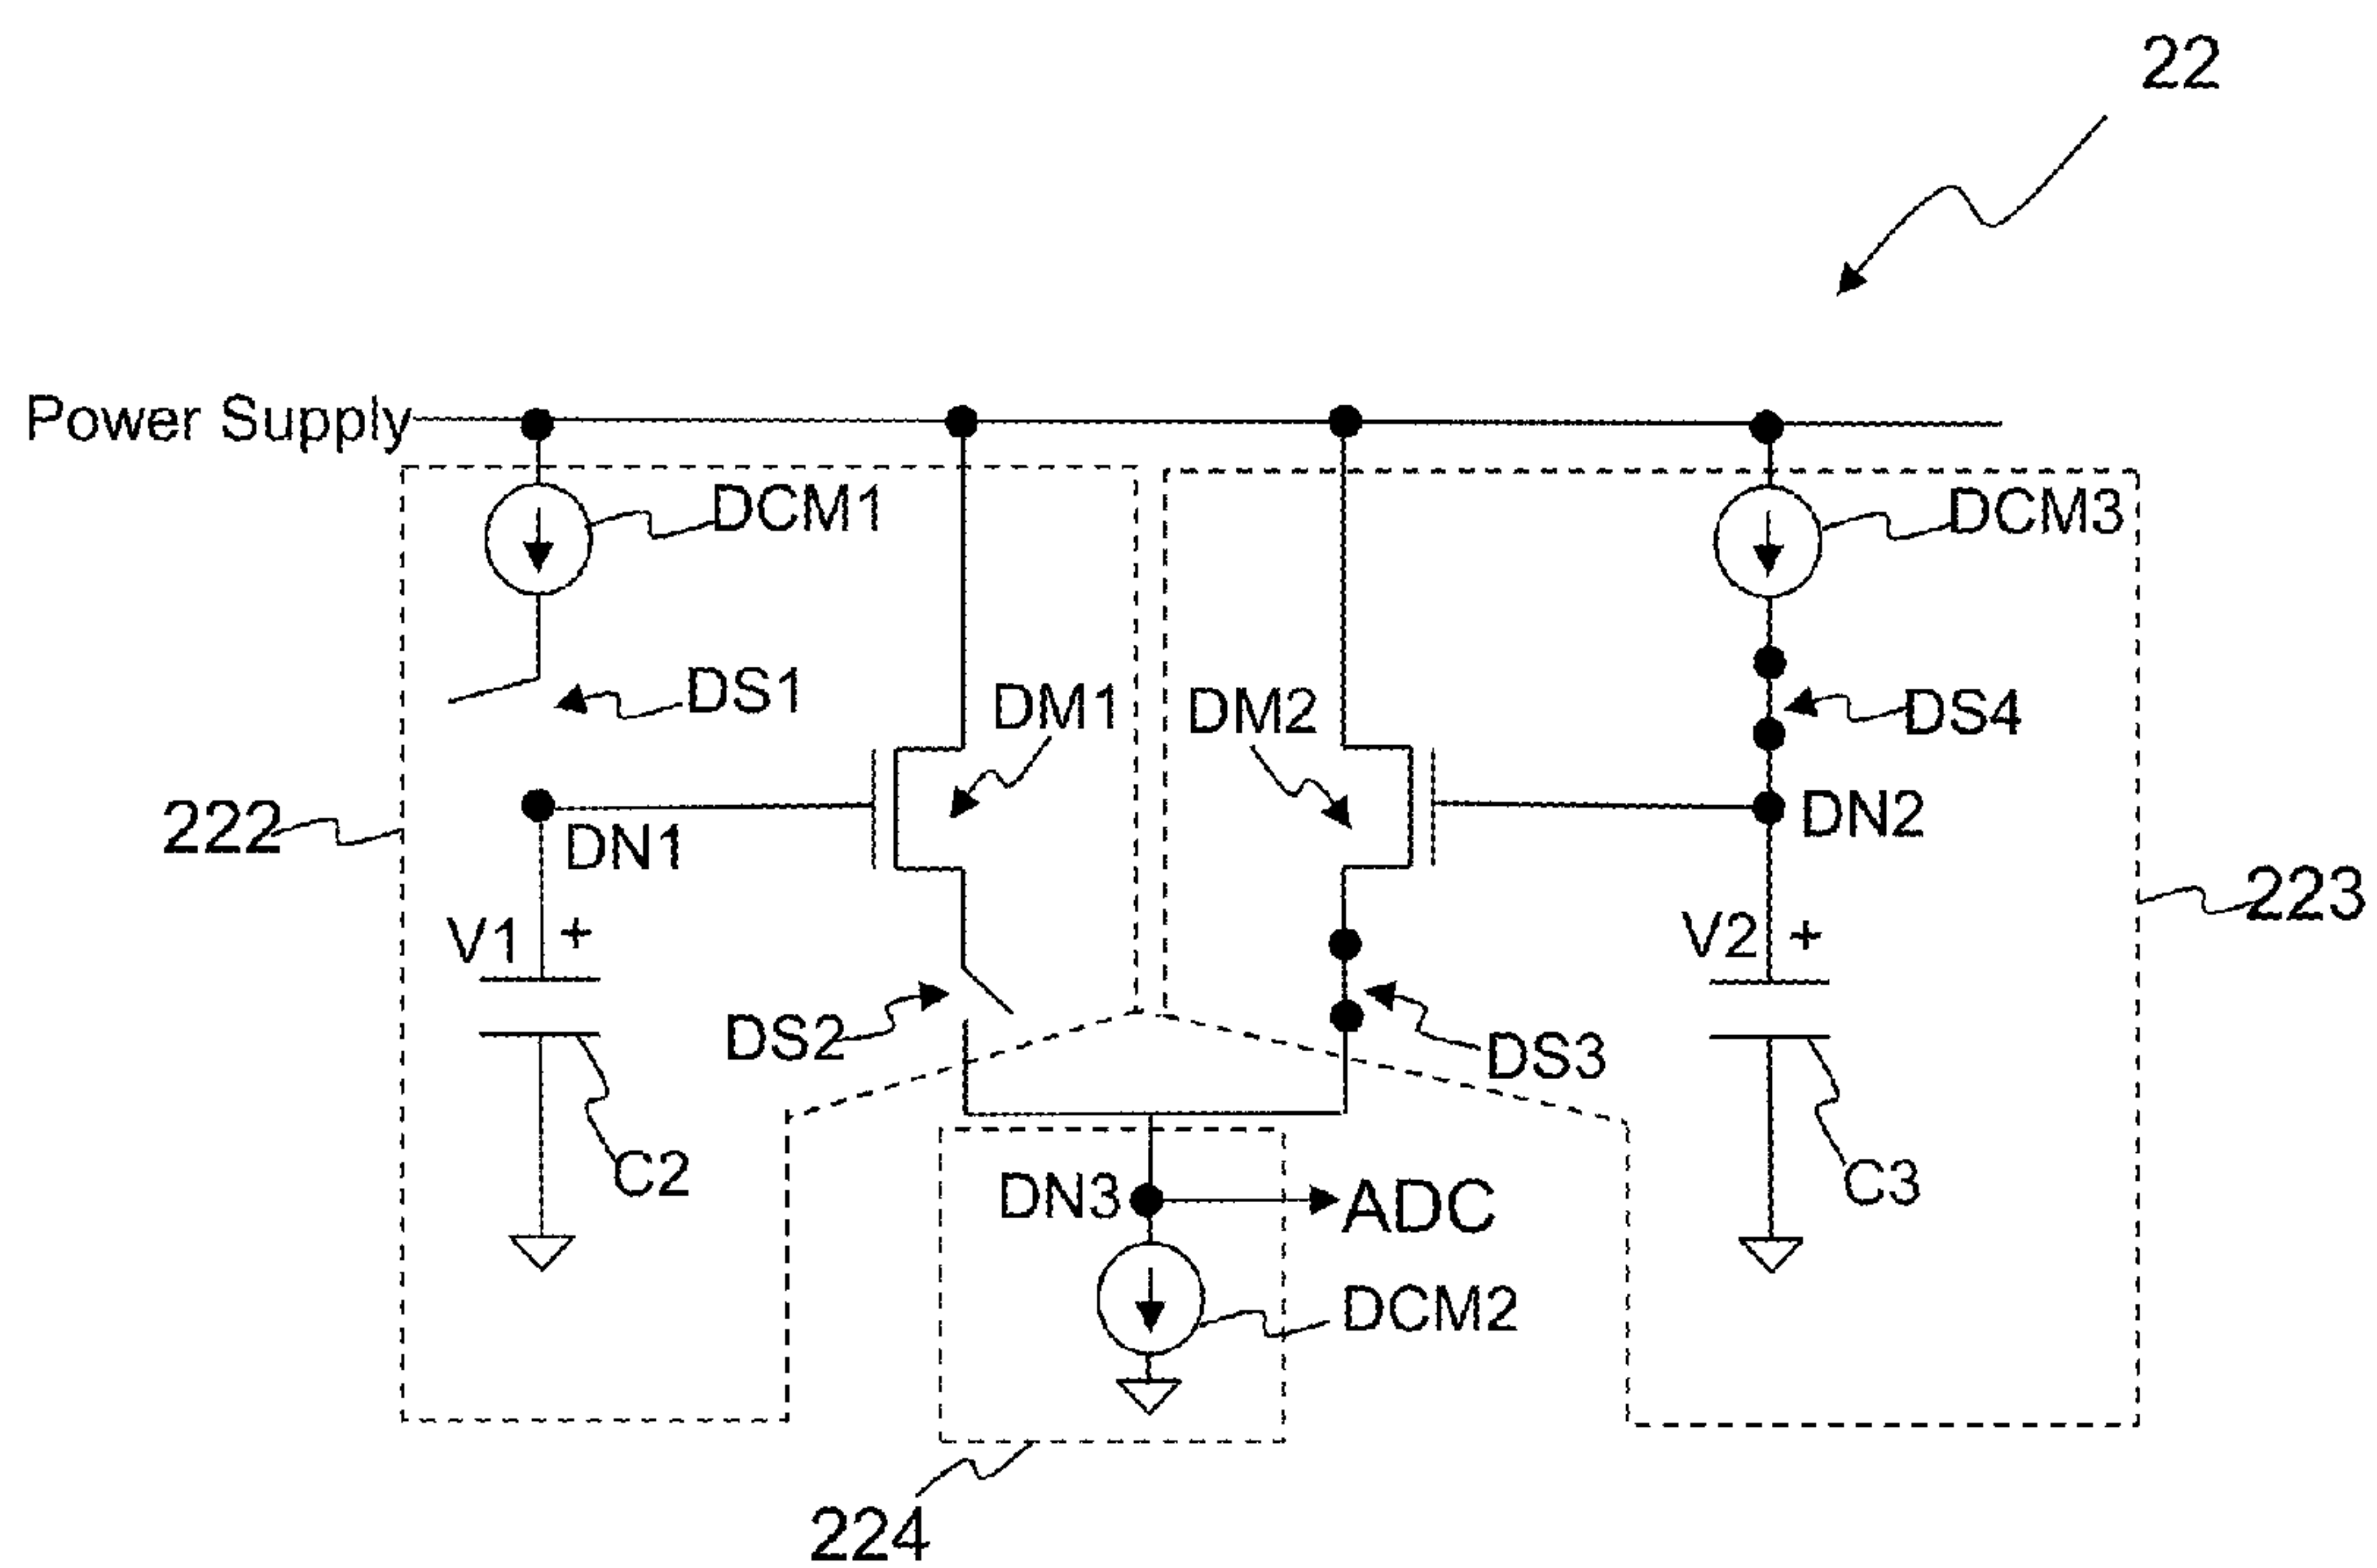 22
Power Supply
DCM1
DCM3
DS1
DM1
DM2
DS4
222
DN1
DN2
223
V1 +
V2 +
DS2
DS3
C2
DN3
ADC
C3
DCM2
224